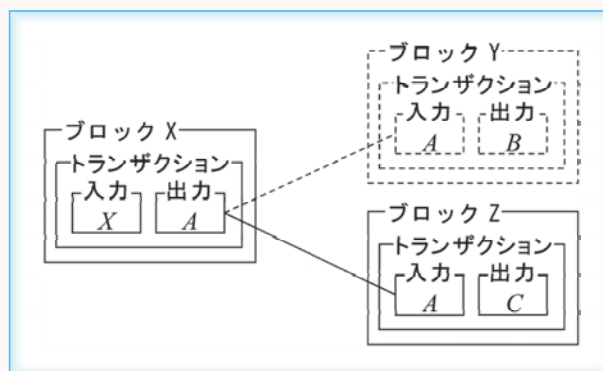 ブロック X
トランザクション
入力 出力
X A
ブロック Y
トランザクション
入力 出力
A B
ブロック Z
トランザクション
入力 出力
A C